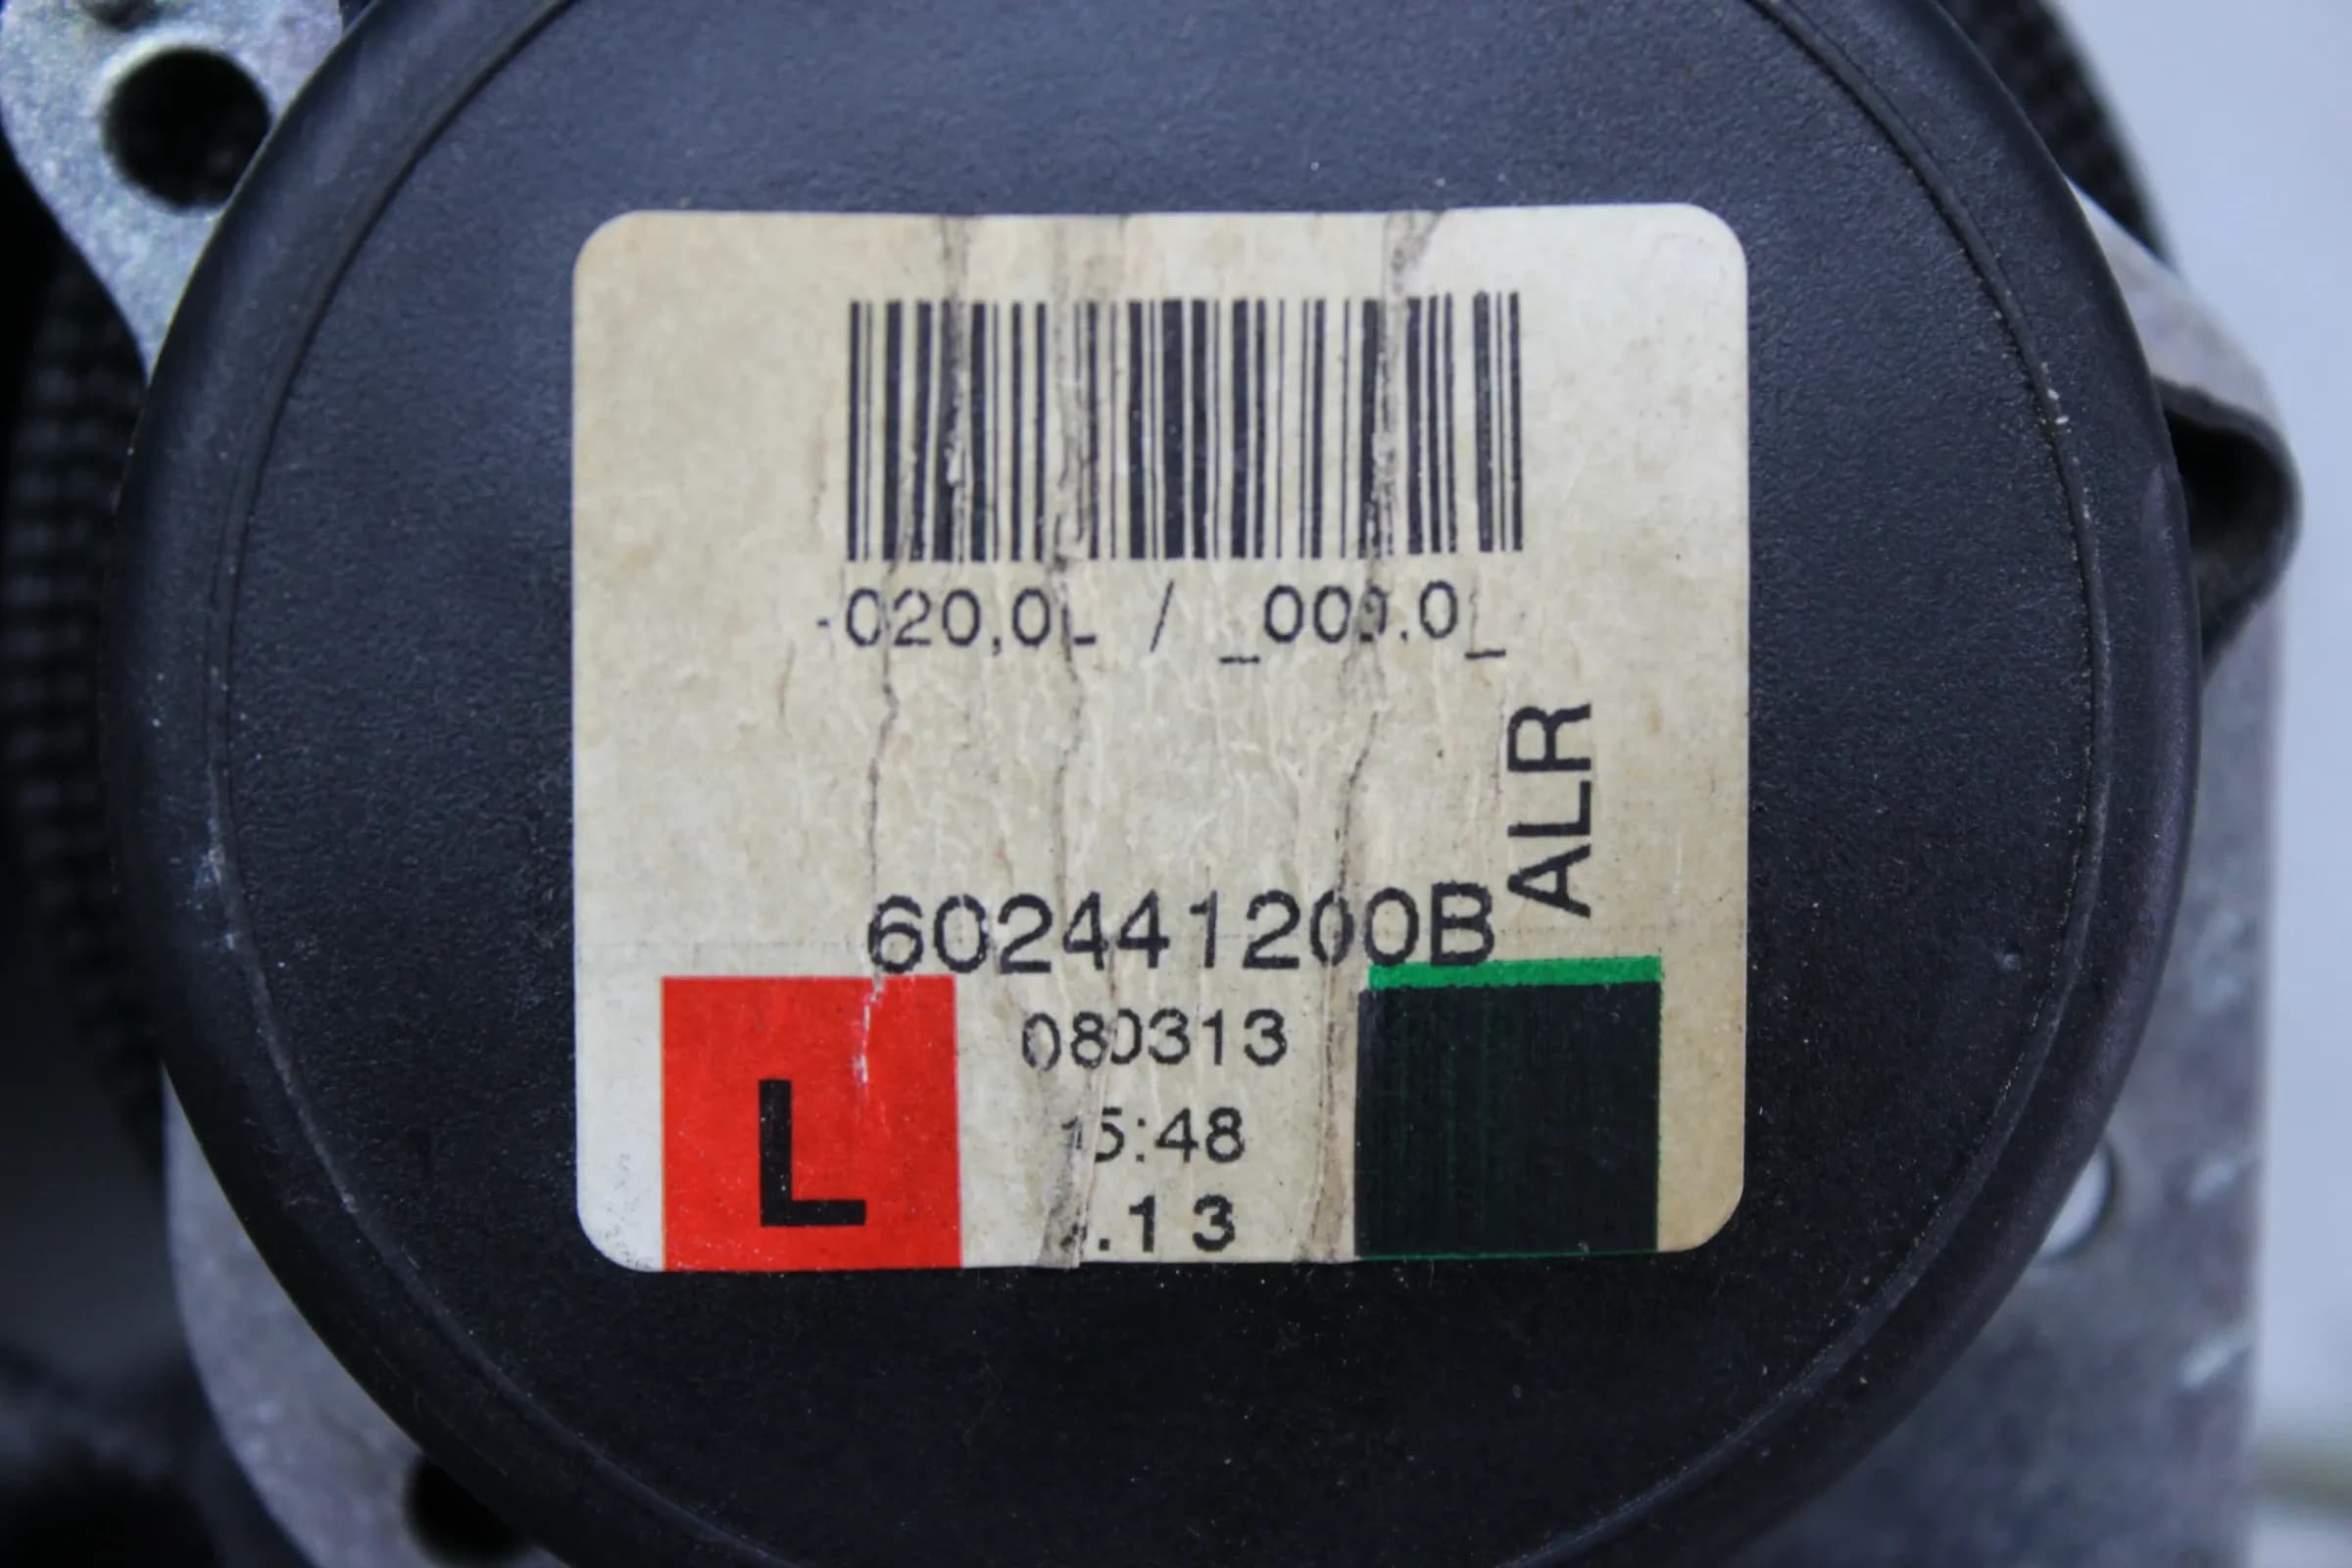 -020,0L / _000.0_
ALR
602441200B
080313
15:48
.13
L